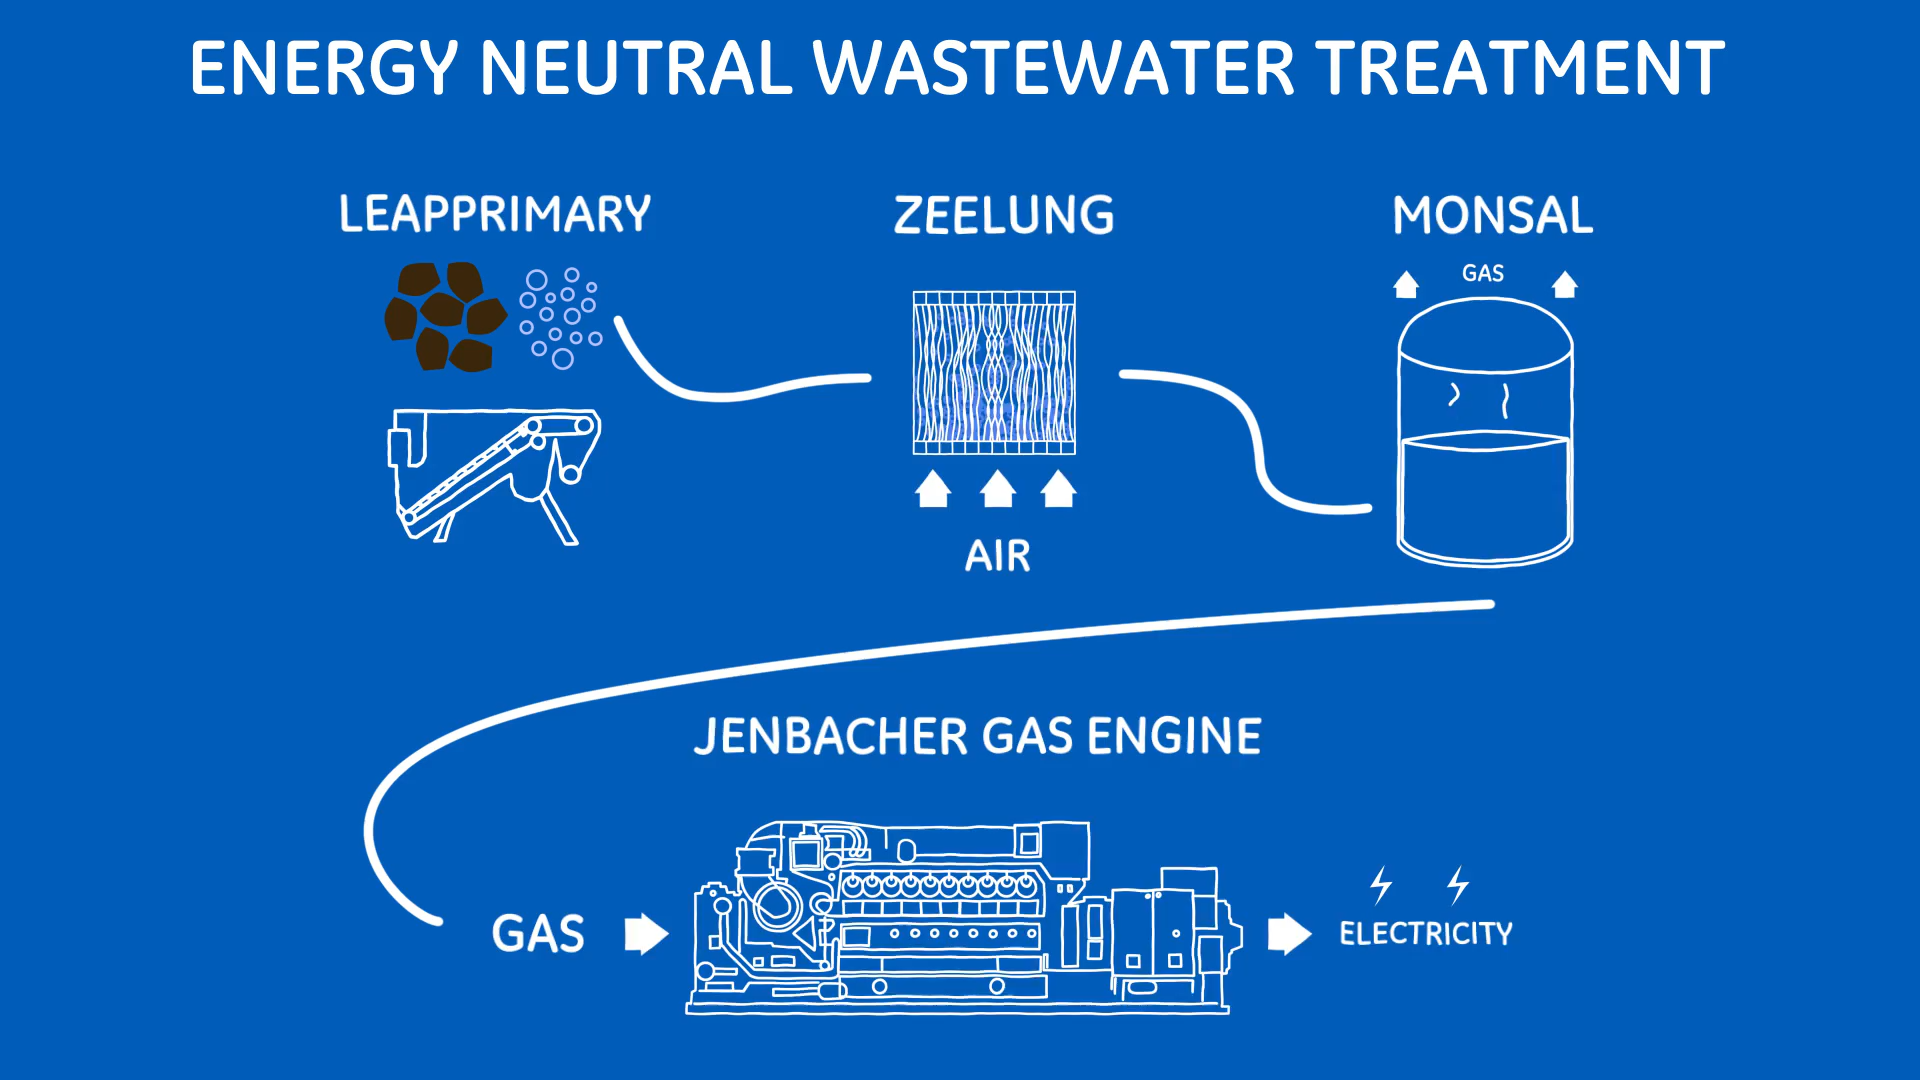 ENERGY NEUTRAL WASTEWATER TREATMENT
LEAPPRIMARY
ZEELUNG
MONSAL
GAS
AIR
JENBACHER GAS ENGINE
GAS
ELECTRICITY